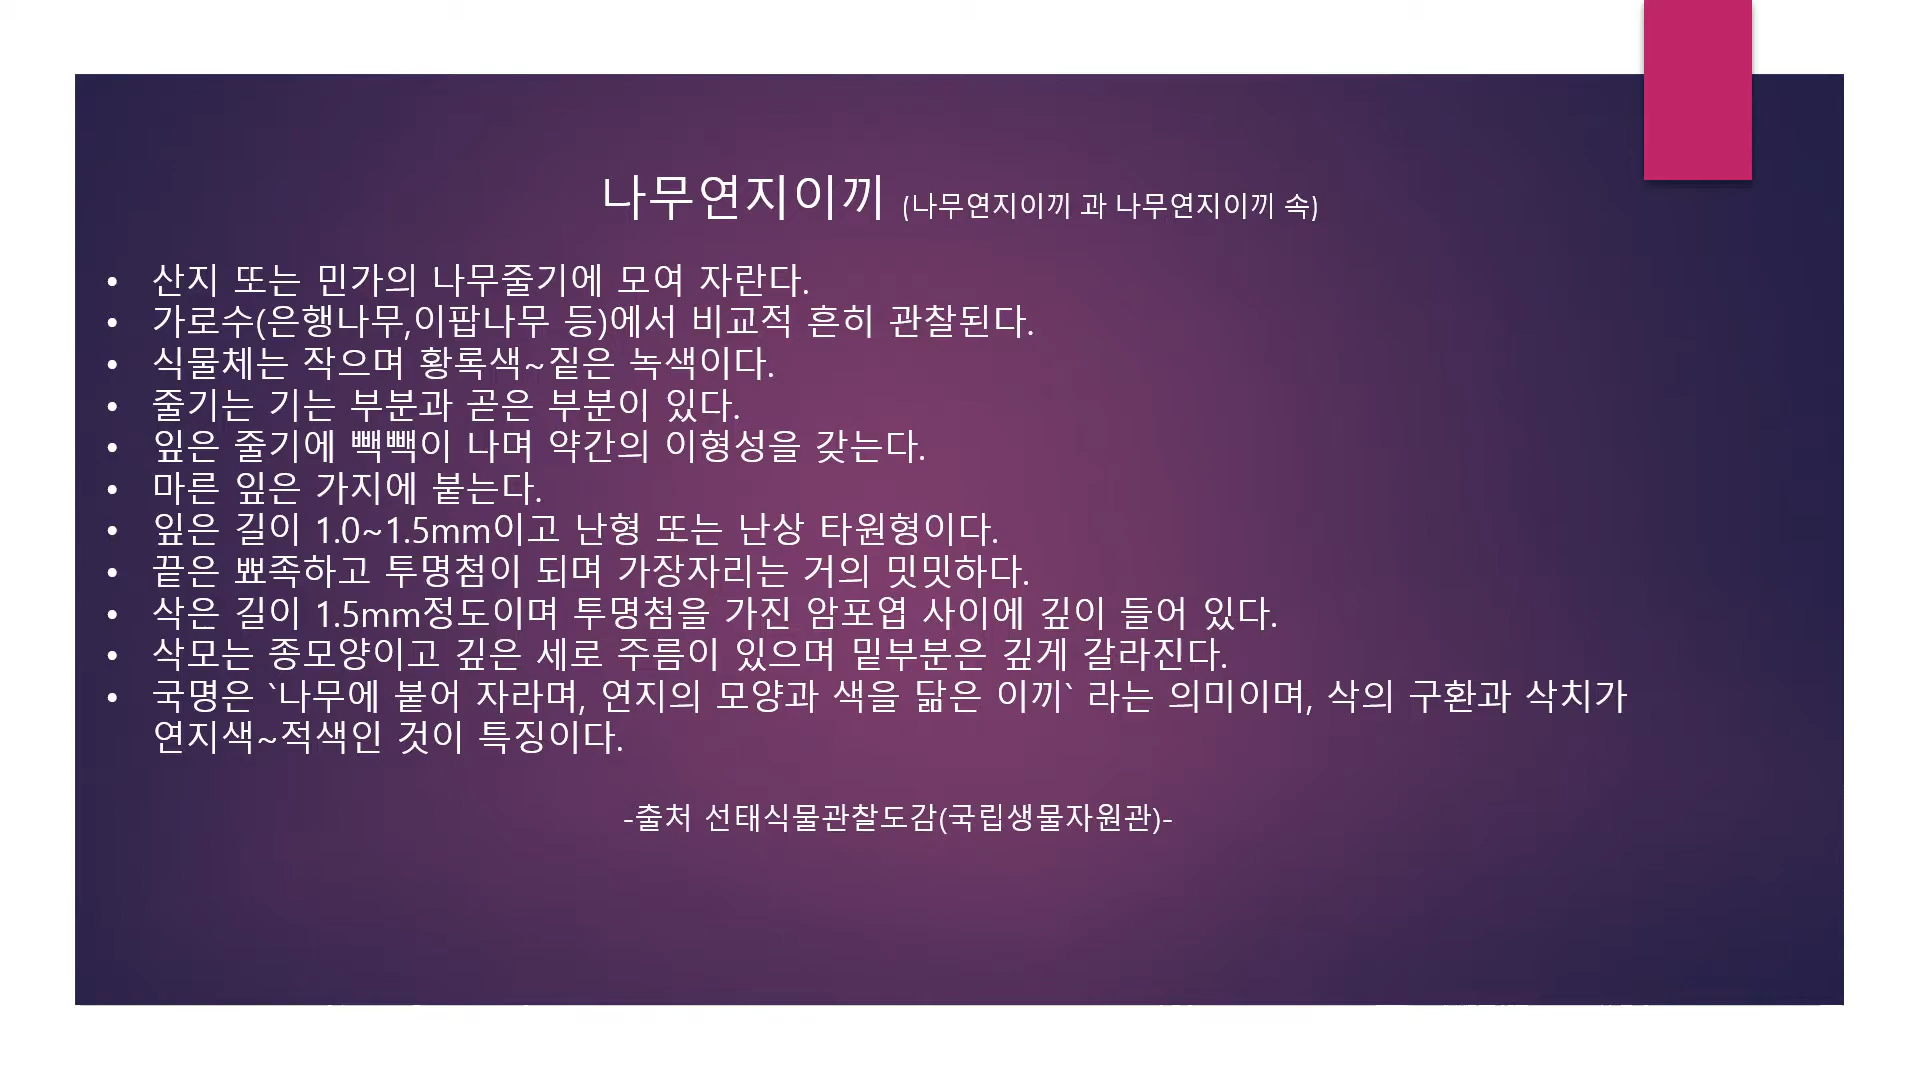 나무연지이끼 (나무연지이끼 과 나무연지이끼 속)
• 산지 또는 민가의 나무줄기에 모여 자란다.
• 가로수(은행나무,이팝나무 등)에서 비교적 흔히 관찰된다.
• 식물체는 작으며 황록색~짙은 녹색이다.
• 줄기는 기는 부분과 곧은 부분이 있다.
• 잎은 줄기에 빽빽이 나며 약간의 이형성을 갖는다.
• 마른 잎은 가지에 붙는다.
• 잎은 길이 1.0~1.5mm이고 난형 또는 난상 타원형이다.
• 끝은 뾰족하고 투명첨이 되며 가장자리는 거의 밋밋하다.
• 삭은 길이 1.5mm정도이며 투명첨을 가진 암포엽 사이에 깊이 들어 있다.
• 삭모는 종모양이고 깊은 세로 주름이 있으며 밑부분은 깊게 갈라진다.
• 국명은 `나무에 붙어 자라며, 연지의 모양과 색을 닮은 이끼` 라는 의미이며, 삭의 구환과 삭치가
연지색~적색인 것이 특징이다.
-출처 선태식물관찰도감(국립생물자원관)-